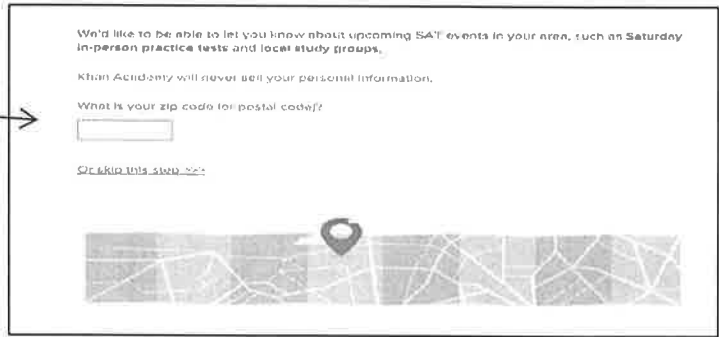 We'd like to be able to let you know about upcoming SAT events in your area, such as Saturday
in-person practice tests and local study groups.
Khan Academy will never sell your personal information.
What is your zip code (or postal code)?
Or skip this step >>>